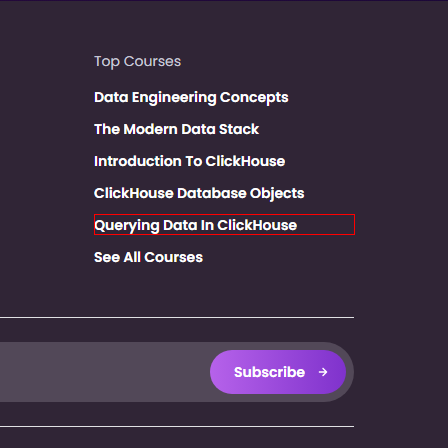 Top Courses
Data Engineering Concepts
The Modern Data Stack
Introduction To ClickHouse
ClickHouse Database Objects
Querying Data In ClickHouse
See All Courses
Subscribe →